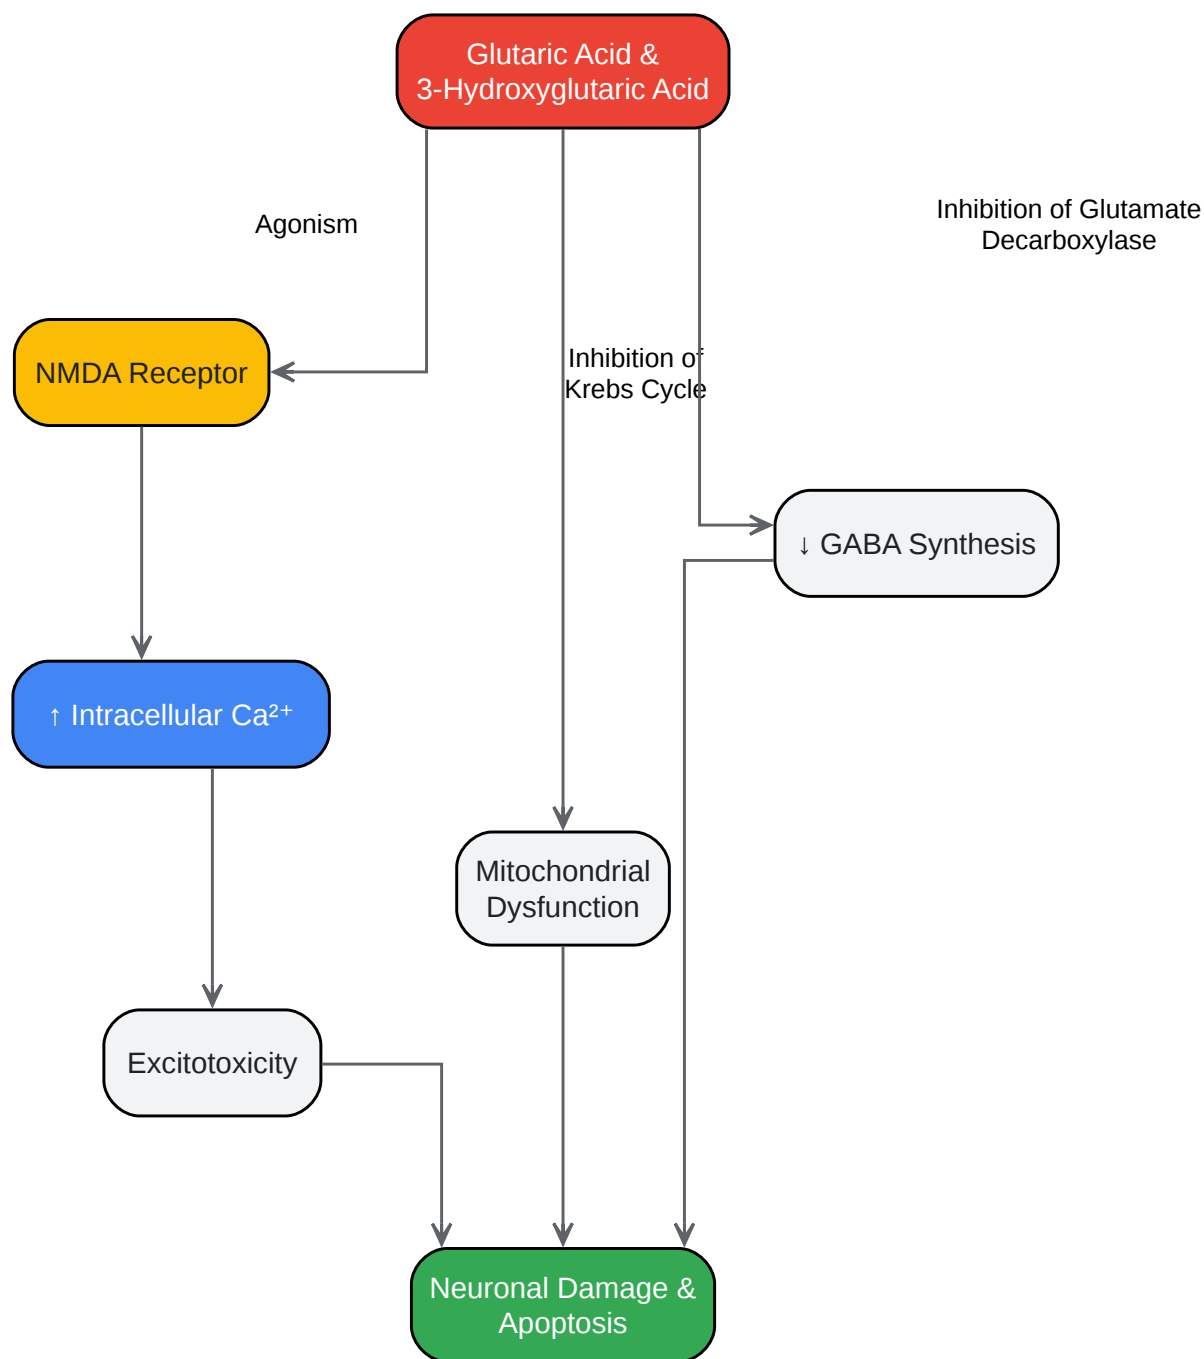 Glutaric Acid &
3-Hydroxyglutaric Acid
Agonism
Inhibition of Glutamate
Decarboxylase
NMDA Receptor
Inhibition of
Krebs Cycle
↓ GABA Synthesis
↑ Intracellular Ca²⁺
Mitochondrial
Dysfunction
Excitotoxicity
Neuronal Damage &
Apoptosis